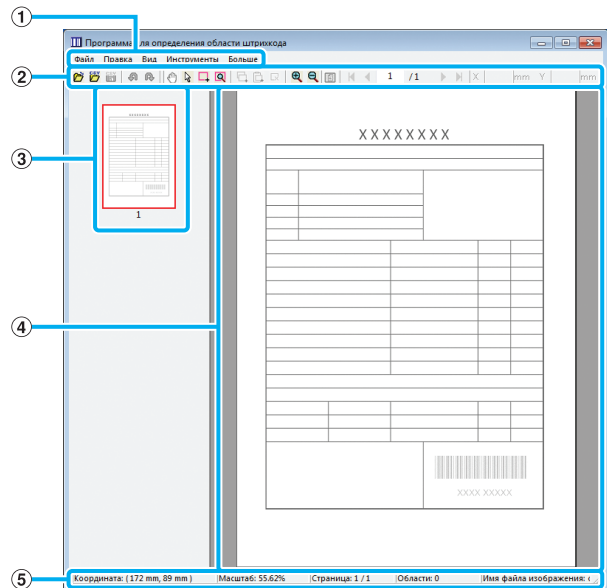 1
Программа для определения области штрихкода
Файл Правка Вид Инструменты Больше
2
1 /1 X mm Y mm
3
1
XXXXXXXX
4
XXXX XXXXX
5
Координата: ( 172 mm, 89 mm ) Масштаб: 55.62% Страница: 1 / 1 Области: 0 Имя файла изображения: